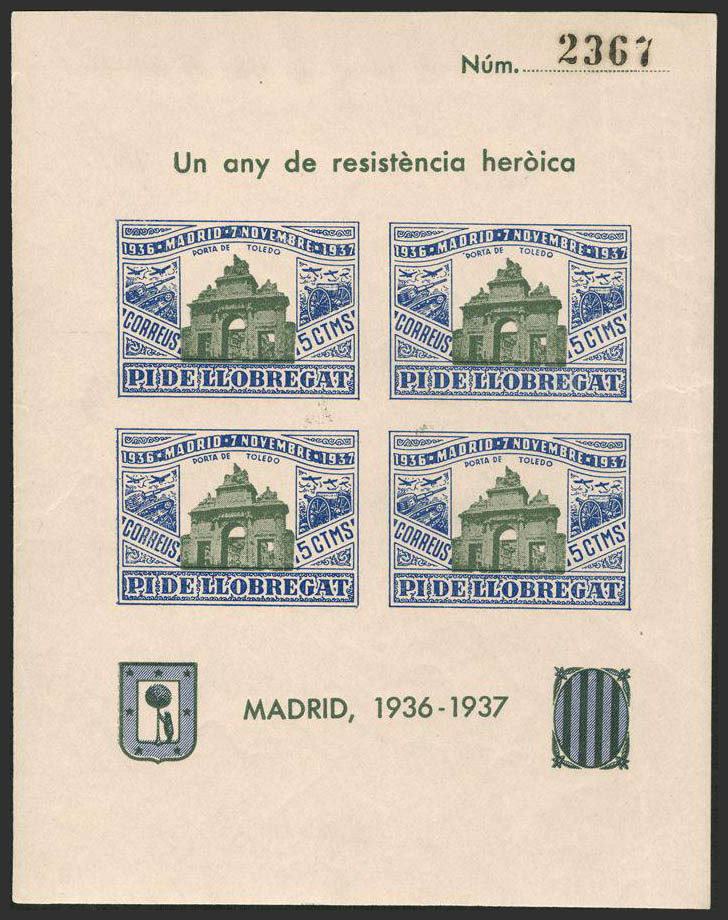 Núm. 2367
Un any de resistència heròica
1936 · MADRID · 7 NOVEMBRE · 1937
PORTA DE TOLEDO
CORREUS
5 CTMS
PI DE LLOBREGAT
1936 · MADRID · 7 NOVEMBRE · 1937
PORTA DE TOLEDO
CORREUS
5 CTMS
PI DE LLOBREGAT
1936 · MADRID · 7 NOVEMBRE · 1937
PORTA DE TOLEDO
CORREUS
5 CTMS
PI DE LLOBREGAT
1936 · MADRID · 7 NOVEMBRE · 1937
PORTA DE TOLEDO
CORREUS
5 CTMS
PI DE LLOBREGAT
MADRID, 1936-1937